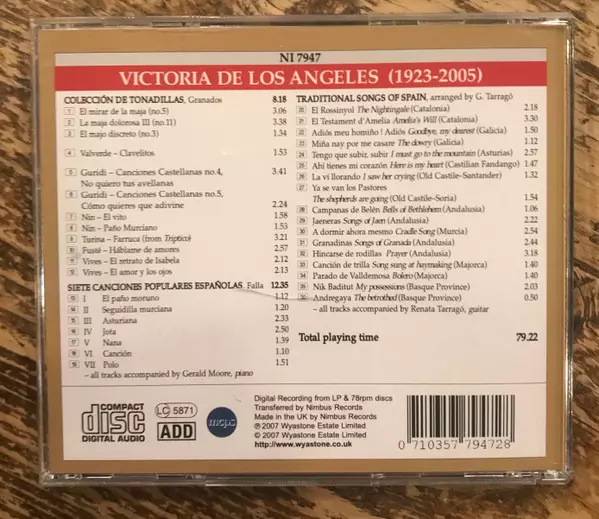 NI 7947
VICTORIA DE LOS ANGELES (1923-2005)
COLECCIÓN DE TONADILLAS, Granados 8.18
1 El mirar de la maja (no.5) 3.06
2 La maja dolorosa III (no.11) 3.38
3 El majo discreto (no.3) 1.34
4 Valverde – Clavelitos 1.53
5 Guridi – Canciones Castellanas no.4, 3.41
No quiero tus avellanas
6 Guridi – Canciones Castellanas no.5,
Cómo quieres que adivine 2.24
7 Nin – El vito 1.58
8 Nin – Paño Murciano 1.53
9 Turina – Farruca (from Triptico) 3.21
10 Fusté – Háblame de amores 2.57
11 Vives – El retrato de Isabela 2.12
12 Vives – El amor y los ojos 2.13
SIETE CANCIONES POPULARES ESPAÑOLAS, Falla 12.35
13 I El paño moruno 1.12
14 II Seguidilla murciana 1.20
15 III Asturiana 2.33
16 IV Jota 2.50
17 V Nana 1.39
18 VI Canción 1.10
19 VII Polo 1.51
– all tracks accompanied by Gerald Moore, piano
TRADITIONAL SONGS OF SPAIN, arranged by G. Tarragó
20 El Rossinyol The Nightingale (Catalonia) 2.18
21 El Testament d'Amelia Amelia's Will (Catalonia) 3.30
22 Adiós meu homiño! Adiós Goodbye, my dearest (Galicia) 1.50
23 Miña nay por me casare The dowry (Galicia) 1.12
24 Tengo que subir, subir I must go to the mountain (Asturias) 2.57
25 Ahí tienes mi corazón Here is my heart (Castilian Fandango) 1.47
26 La vi llorando I saw her crying (Old Castile-Santander) 1.32
27 Ya se van los Pastores
The shepherds are going (Old Castile-Soria) 1.54
28 Campanas de Belén Bells of Bethlehem (Andalusia) 1.06
29 Jaeneras Songs of Jaen (Andalusia) 2.22
30 A dormir ahora mesmo Cradle Song (Murcia) 2.54
31 Granadinas Songs of Granada (Andalusia) 3.44
32 Hincarse de rodillas Prayer (Andalusia) 3.18
33 Canción de trilla Song sung at haymaking (Majorca) 1.40
34 Parado de Valldemosa Bolero (Majorca) 1.40
35 Nik Baditut My possessions (Basque Province) 2.03
36 Andregaya The betrothed (Basque Province) 0.50
– all tracks accompanied by Renata Tarragó, guitar
Total playing time 79.22
COMPACT
disc
DIGITAL AUDIO
LC 5871
ADD
mcps
Digital Recording from LP & 78rpm discs
Transferred by Nimbus Records
Made in the UK by Nimbus Records
℗ 2007 Wyastone Estate Limited
© 2007 Wyastone Estate Limited
http://www.wyastone.co.uk
0 710357 794728